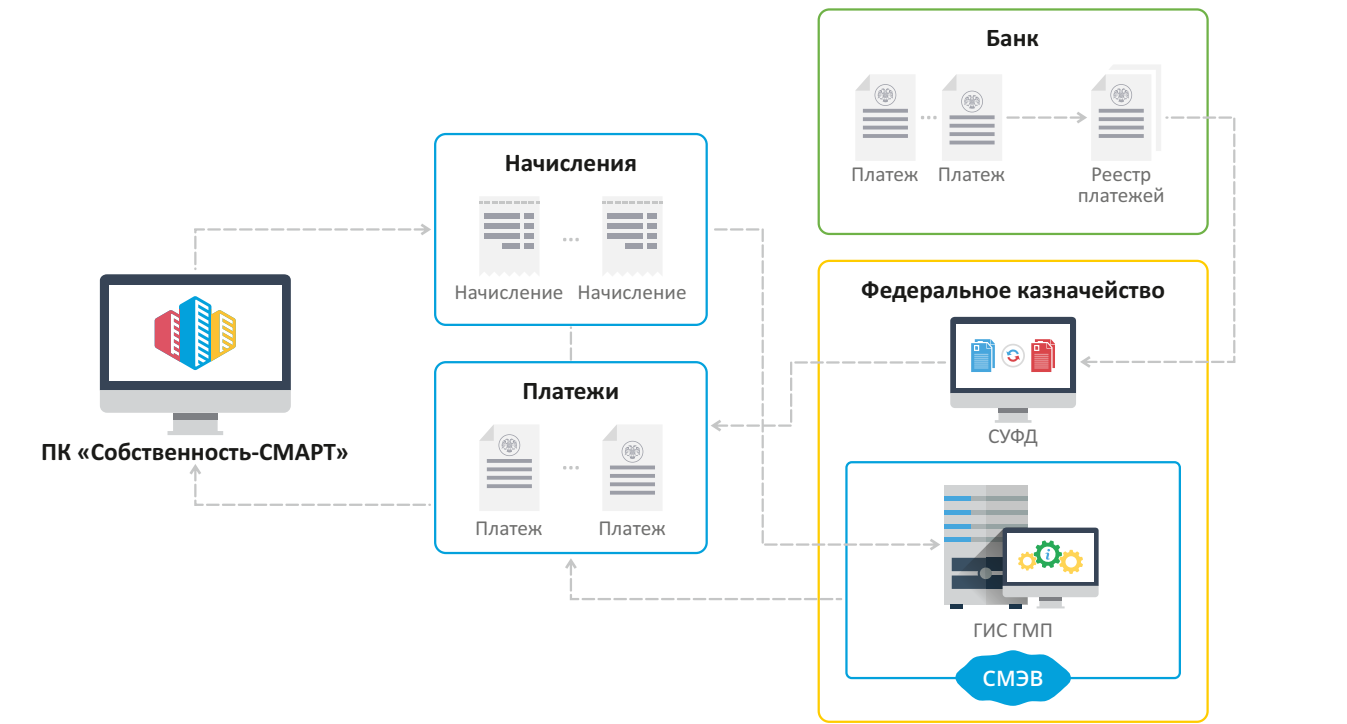 Банк
Платеж
Платеж
Реестр
платежей
Начисления
Начисление
Начисление
Федеральное казначейство
СУФД
Платежи
Платеж
Платеж
ПК «Собственность-СМАРТ»
i
ГИС ГМП
СМЭВ